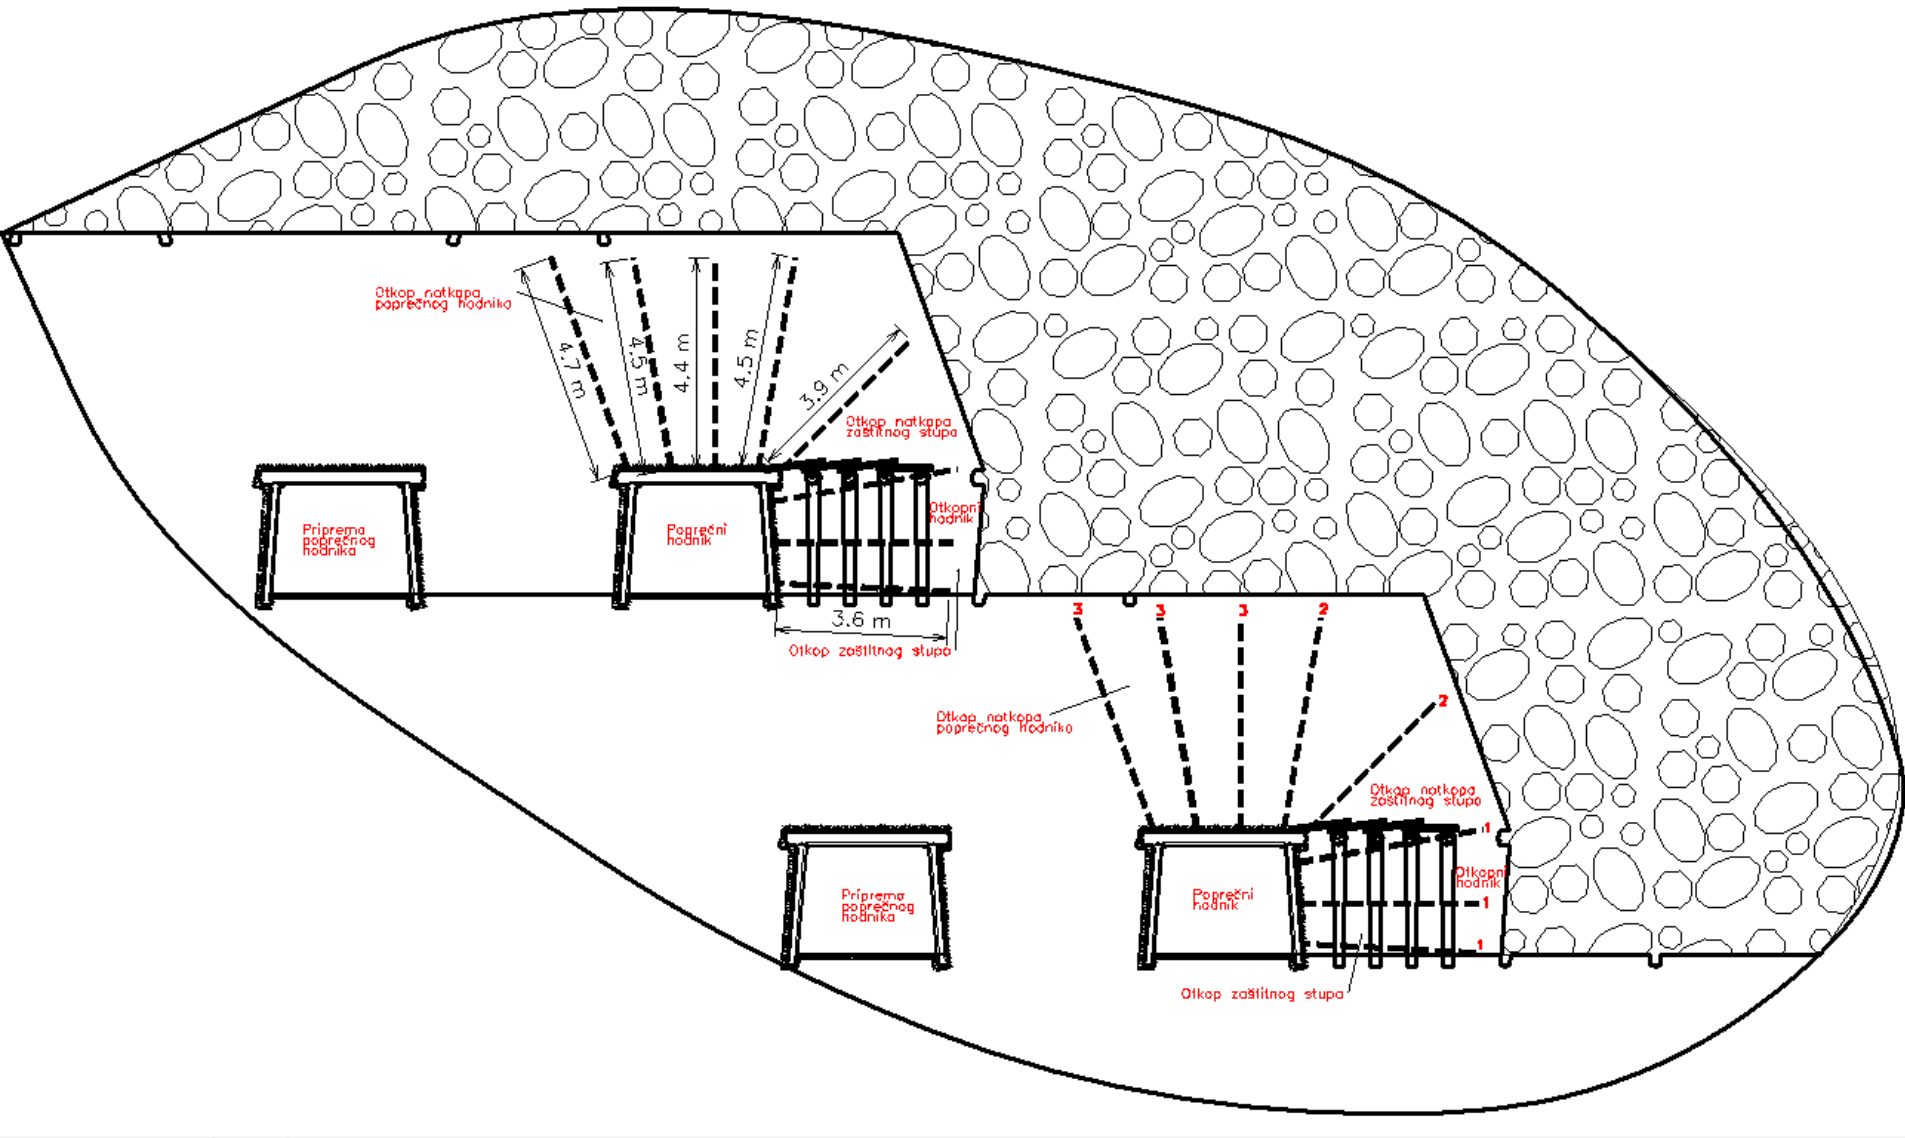 Otkop natkopa
poprečnog hodnika
4.7 m
4.5 m
4.4 m
4.5 m
3.9 m
Otkop natkopa
zaštitnog stupa
Priprema
poprečnog
hodnika
Poprečni
hodnik
Otkopni
hodnik
3.6 m
Otkop zaštitnog stupa
3
3
3
2
2
Otkop natkopa
poprečnog hodnika
Otkop natkopa
zaštitnog stupa
1
Priprema
poprečnog
hodnika
Poprečni
hodnik
Otkopni
hodnik
1
1
Otkop zaštitnog stupa